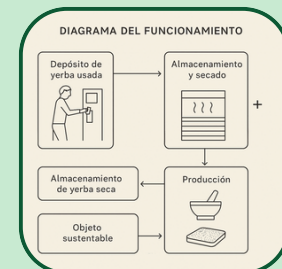 DIAGRAMA DEL FUNCIONAMIENTO
Depósito de
yerba usada
Almacenamiento
y secado
+
Almacenamiento
de yerba seca
Producción
Objeto
sustentable